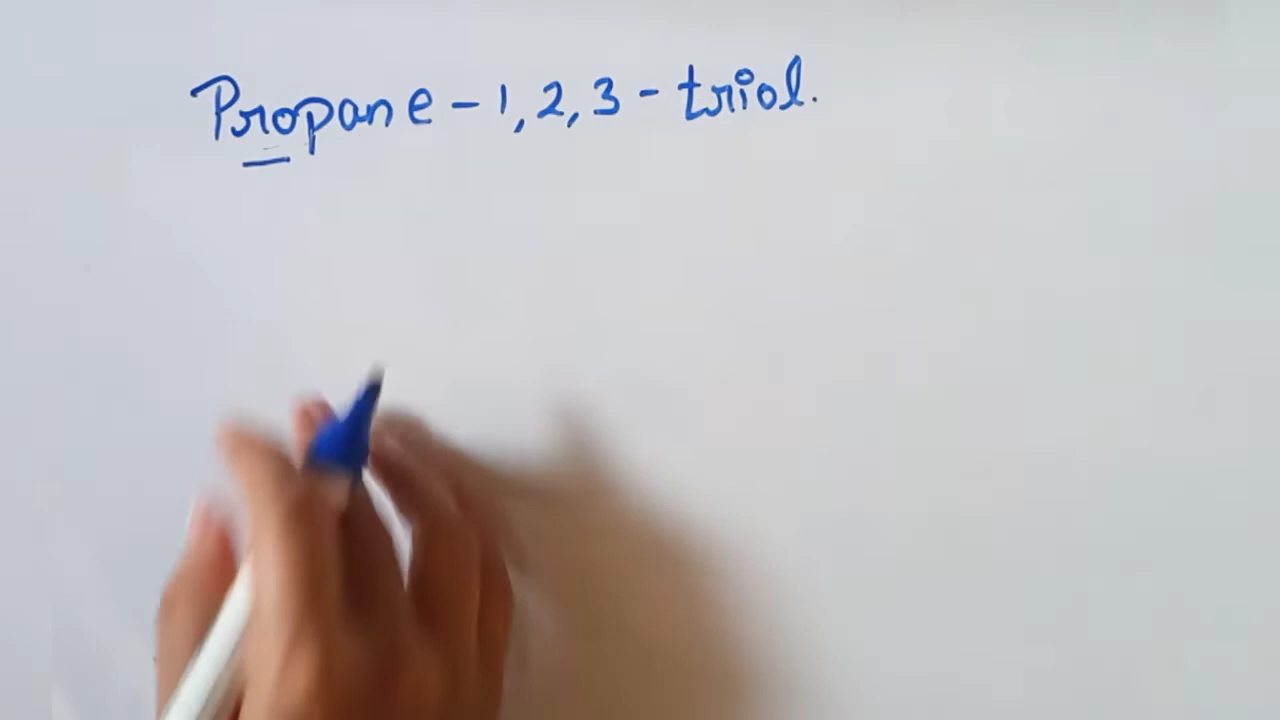 Propane - 1, 2, 3 - triol.